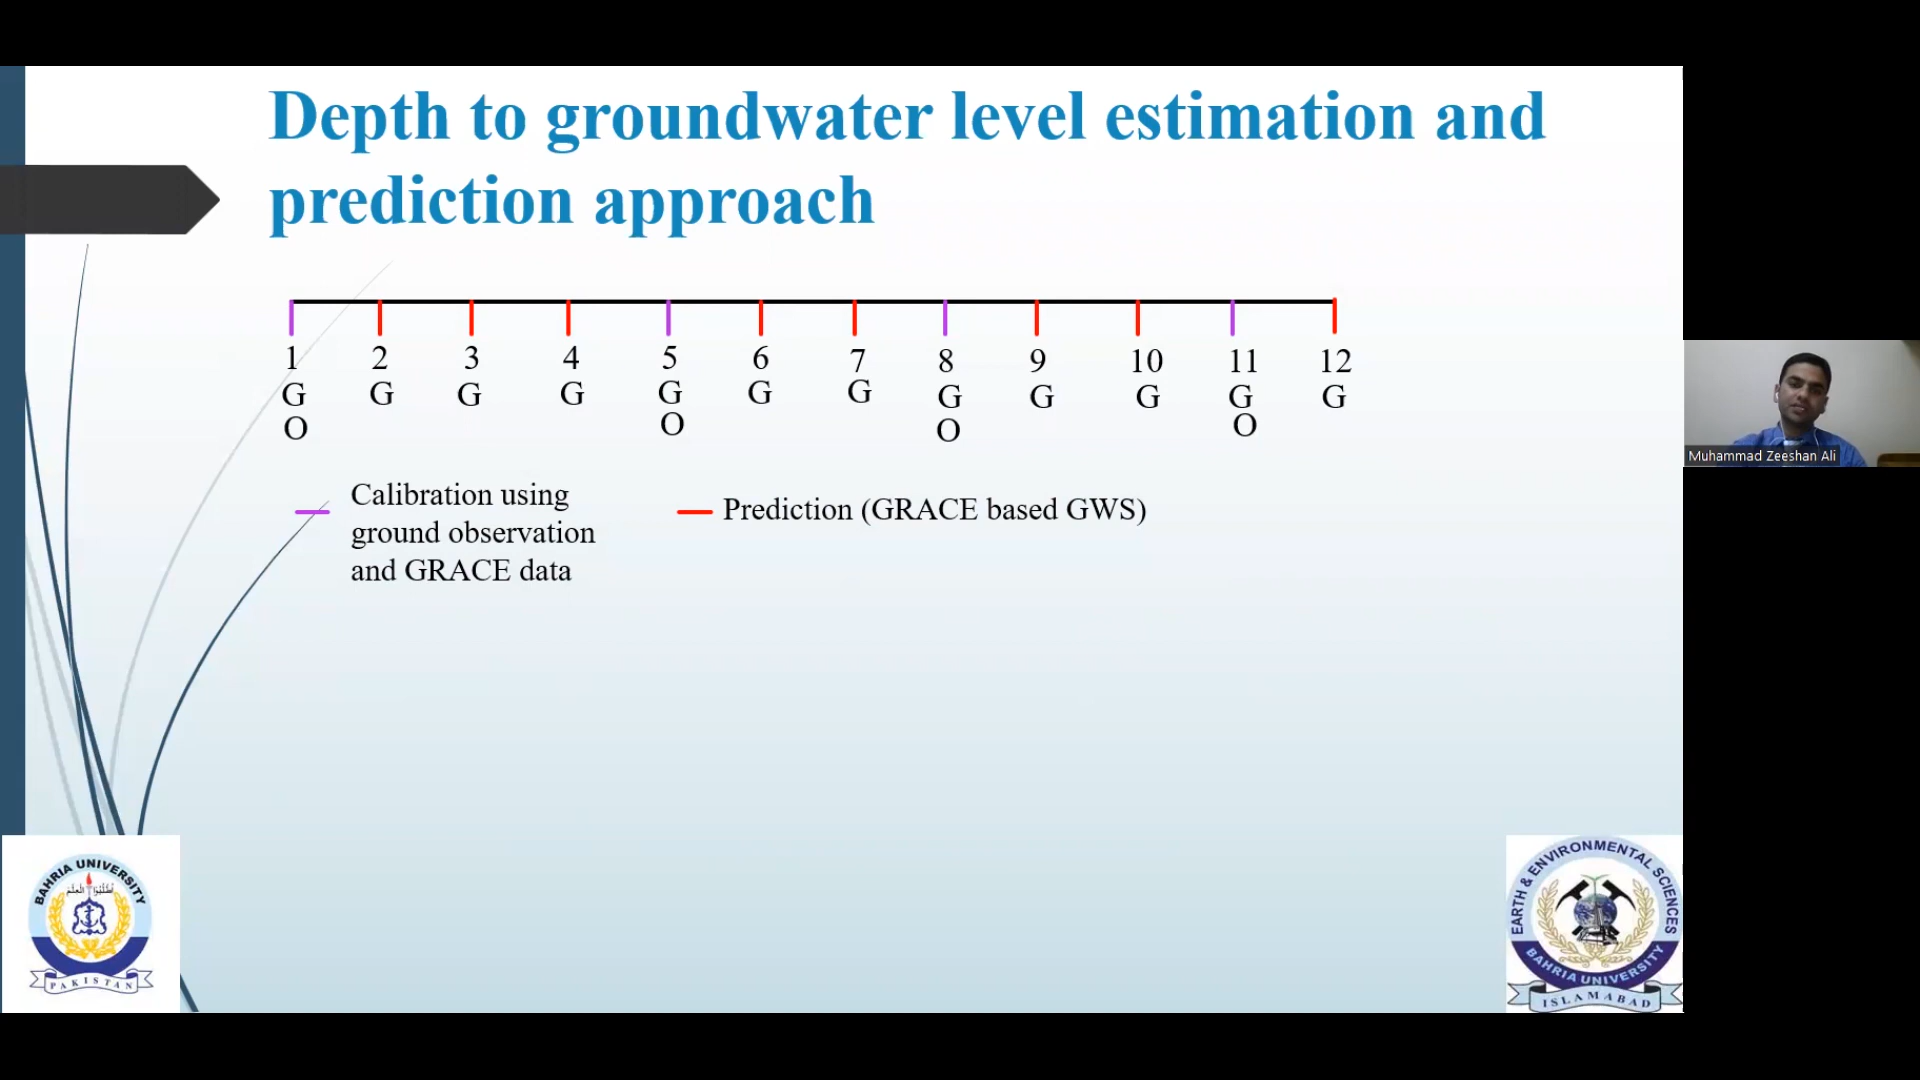 Depth to groundwater level estimation and
prediction approach
1 2 3 4 5 6 7 8 9 10 11 12
G G G G G G G G G G G G
O O O O
Calibration using
ground observation
and GRACE data
Prediction (GRACE based GWS)
Muhammad Zeeshan Ali
BAHRIA UNIVERSITY
PAKISTAN
EARTH & ENVIRONMENTAL SCIENCES
BAHRIA UNIVERSITY
ISLAMABAD